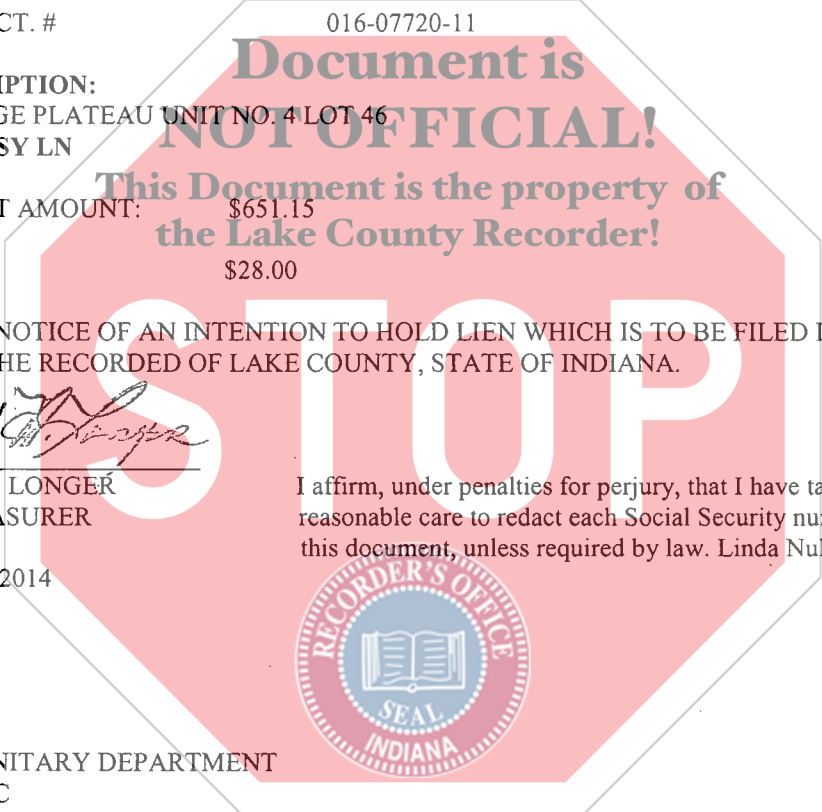 CT. # 016-07720-11
Document is
IPTION:
GE PLATEAU UNIT NO. 4 LOT 46
NOT OFFICIAL!
SY LN
This Document is the property of
T AMOUNT: $651.15
the Lake County Recorder!
$28.00
STOP
NOTICE OF AN INTENTION TO HOLD LIEN WHICH IS TO BE FILED I
HE RECORDED OF LAKE COUNTY, STATE OF INDIANA.
LONGER
ASURER
I affirm, under penalties for perjury, that I have ta
reasonable care to redact each Social Security nu
this document, unless required by law. Linda Nul
2014
RECORDER'S OFFICE
SEAL
INDIANA
NITARY DEPARTMENT
C